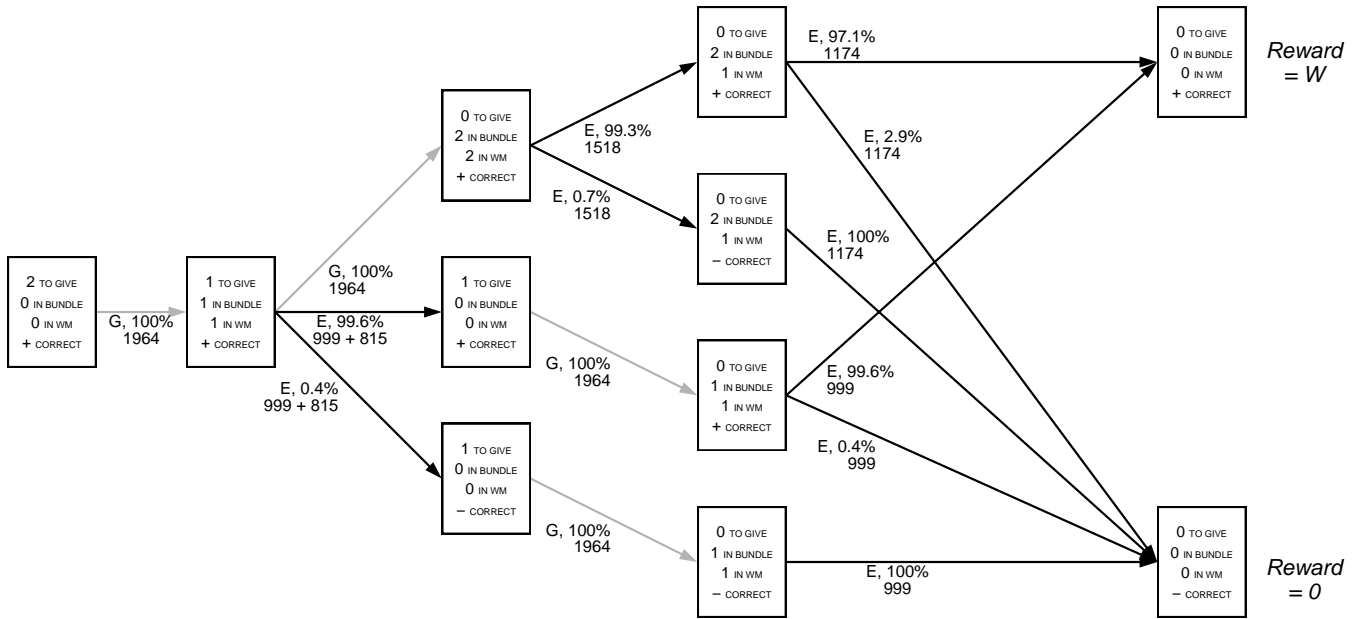 2 TO GIVE
0 IN BUNDLE
0 IN WM
+ CORRECT
G, 100%
1964
1 TO GIVE
1 IN BUNDLE
1 IN WM
+ CORRECT
G, 100%
1964
E, 99.6%
999 + 815
E, 0.4%
999 + 815
0 TO GIVE
2 IN BUNDLE
2 IN WM
+ CORRECT
1 TO GIVE
0 IN BUNDLE
0 IN WM
+ CORRECT
1 TO GIVE
0 IN BUNDLE
0 IN WM
– CORRECT
E, 99.3%
1518
E, 0.7%
1518
G, 100%
1964
G, 100%
1964
0 TO GIVE
2 IN BUNDLE
1 IN WM
+ CORRECT
0 TO GIVE
2 IN BUNDLE
1 IN WM
– CORRECT
0 TO GIVE
1 IN BUNDLE
1 IN WM
+ CORRECT
0 TO GIVE
1 IN BUNDLE
1 IN WM
– CORRECT
E, 97.1%
1174
E, 2.9%
1174
E, 100%
1174
E, 99.6%
999
E, 0.4%
999
E, 100%
999
0 TO GIVE
0 IN BUNDLE
0 IN WM
+ CORRECT
Reward
= W
0 TO GIVE
0 IN BUNDLE
0 IN WM
– CORRECT
Reward
= 0